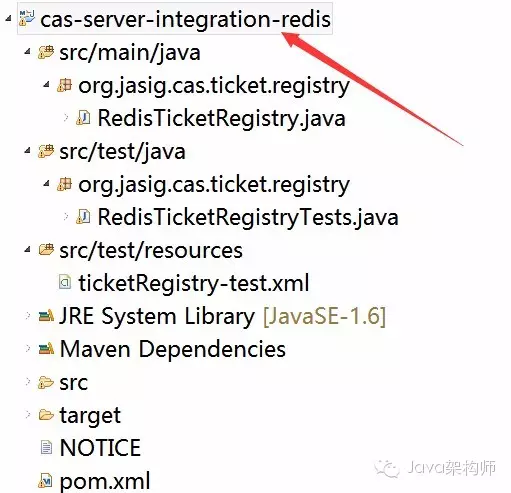 cas-server-integration-redis
src/main/java
org.jasig.cas.ticket.registry
RedisTicketRegistry.java
src/test/java
org.jasig.cas.ticket.registry
RedisTicketRegistryTests.java
src/test/resources
ticketRegistry-test.xml
JRE System Library [JavaSE-1.6]
Maven Dependencies
src
target
NOTICE
pom.xml
Java架构师